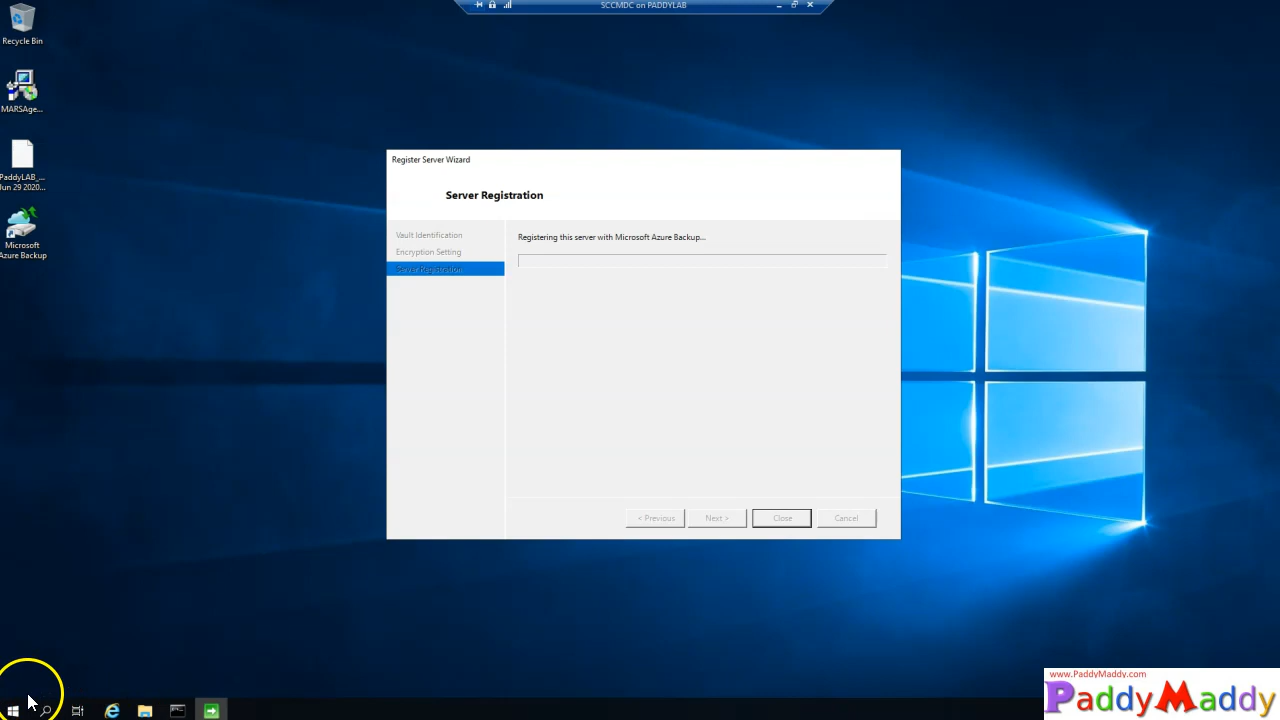 SCCMDC on PADDYLAB
Recycle Bin
MARSAge...
PaddyLAB_...
Jun 29 2020...
Microsoft
Azure Backup
Register Server Wizard
Server Registration
Vault Identification
Encryption Setting
Server Registration
Registering this server with Microsoft Azure Backup...
< Previous
Next >
Close
Cancel
www.PaddyMaddy.com
PaddyMaddy